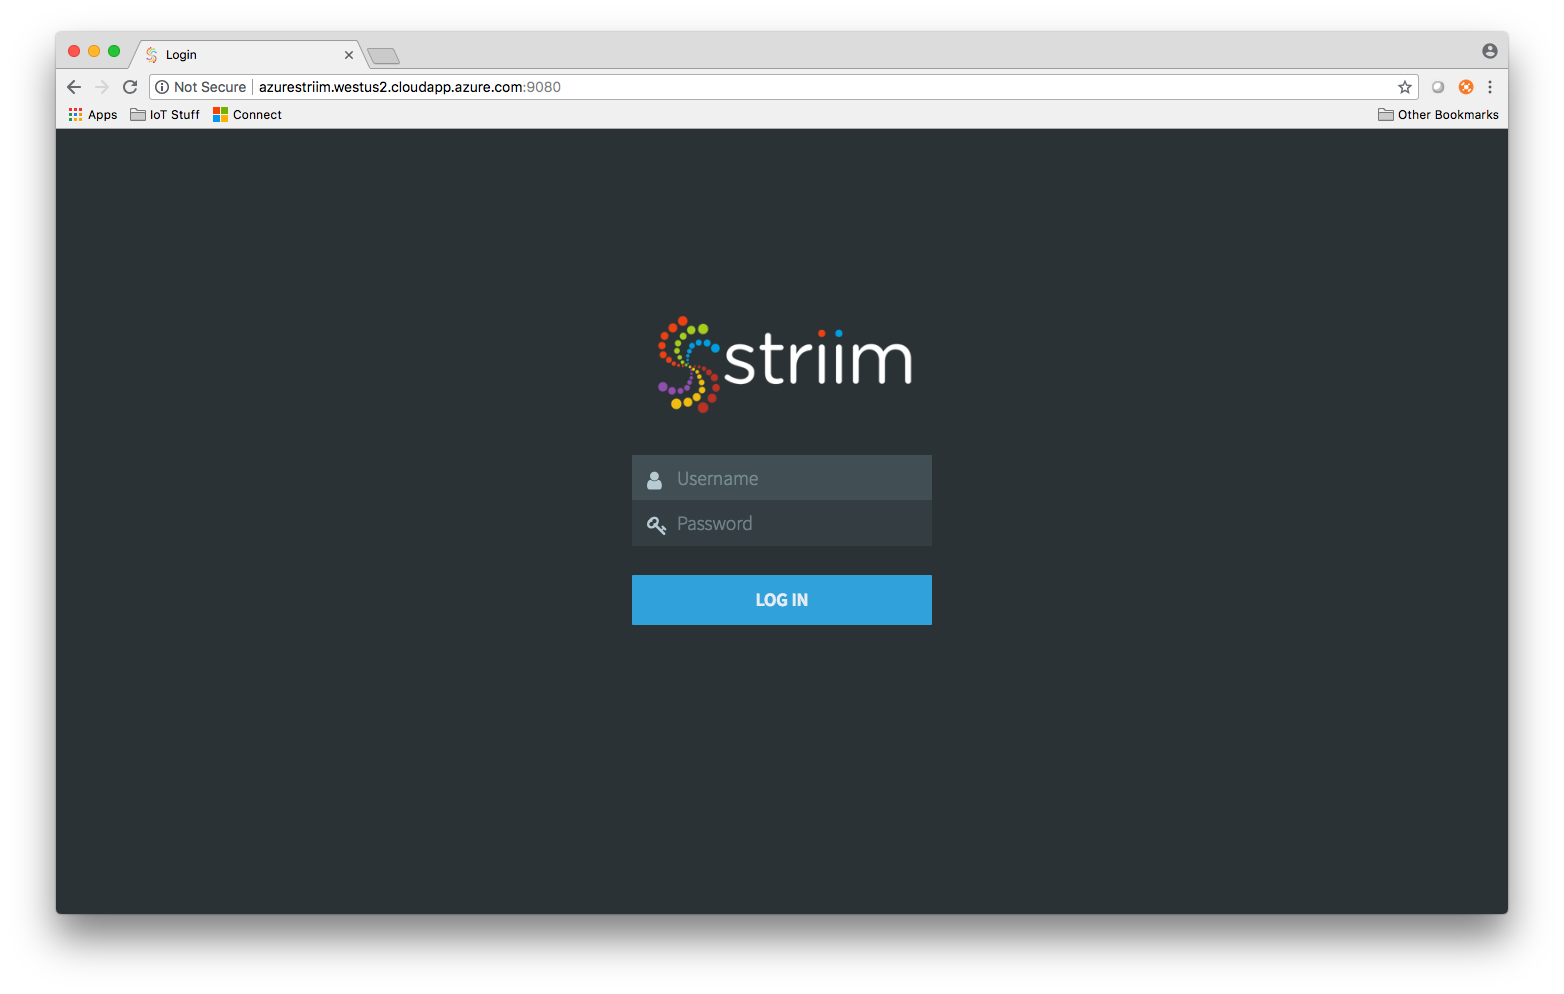 Login
Not Secure azurestriim.westus2.cloudapp.azure.com:9080
Apps IoT Stuff Connect Other Bookmarks
striim
Username
Password
LOG IN